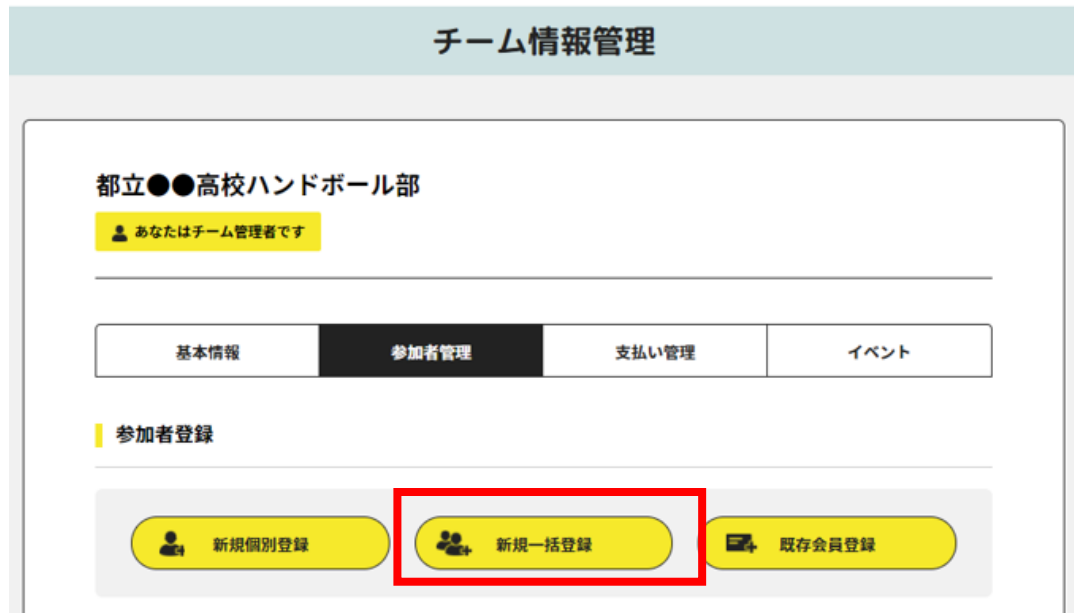 チーム情報管理
都立●●高校ハンドボール部
あなたはチーム管理者です
基本情報 参加者管理 支払い管理 イベント
参加者登録
新規個別登録 新規一括登録 既存会員登録